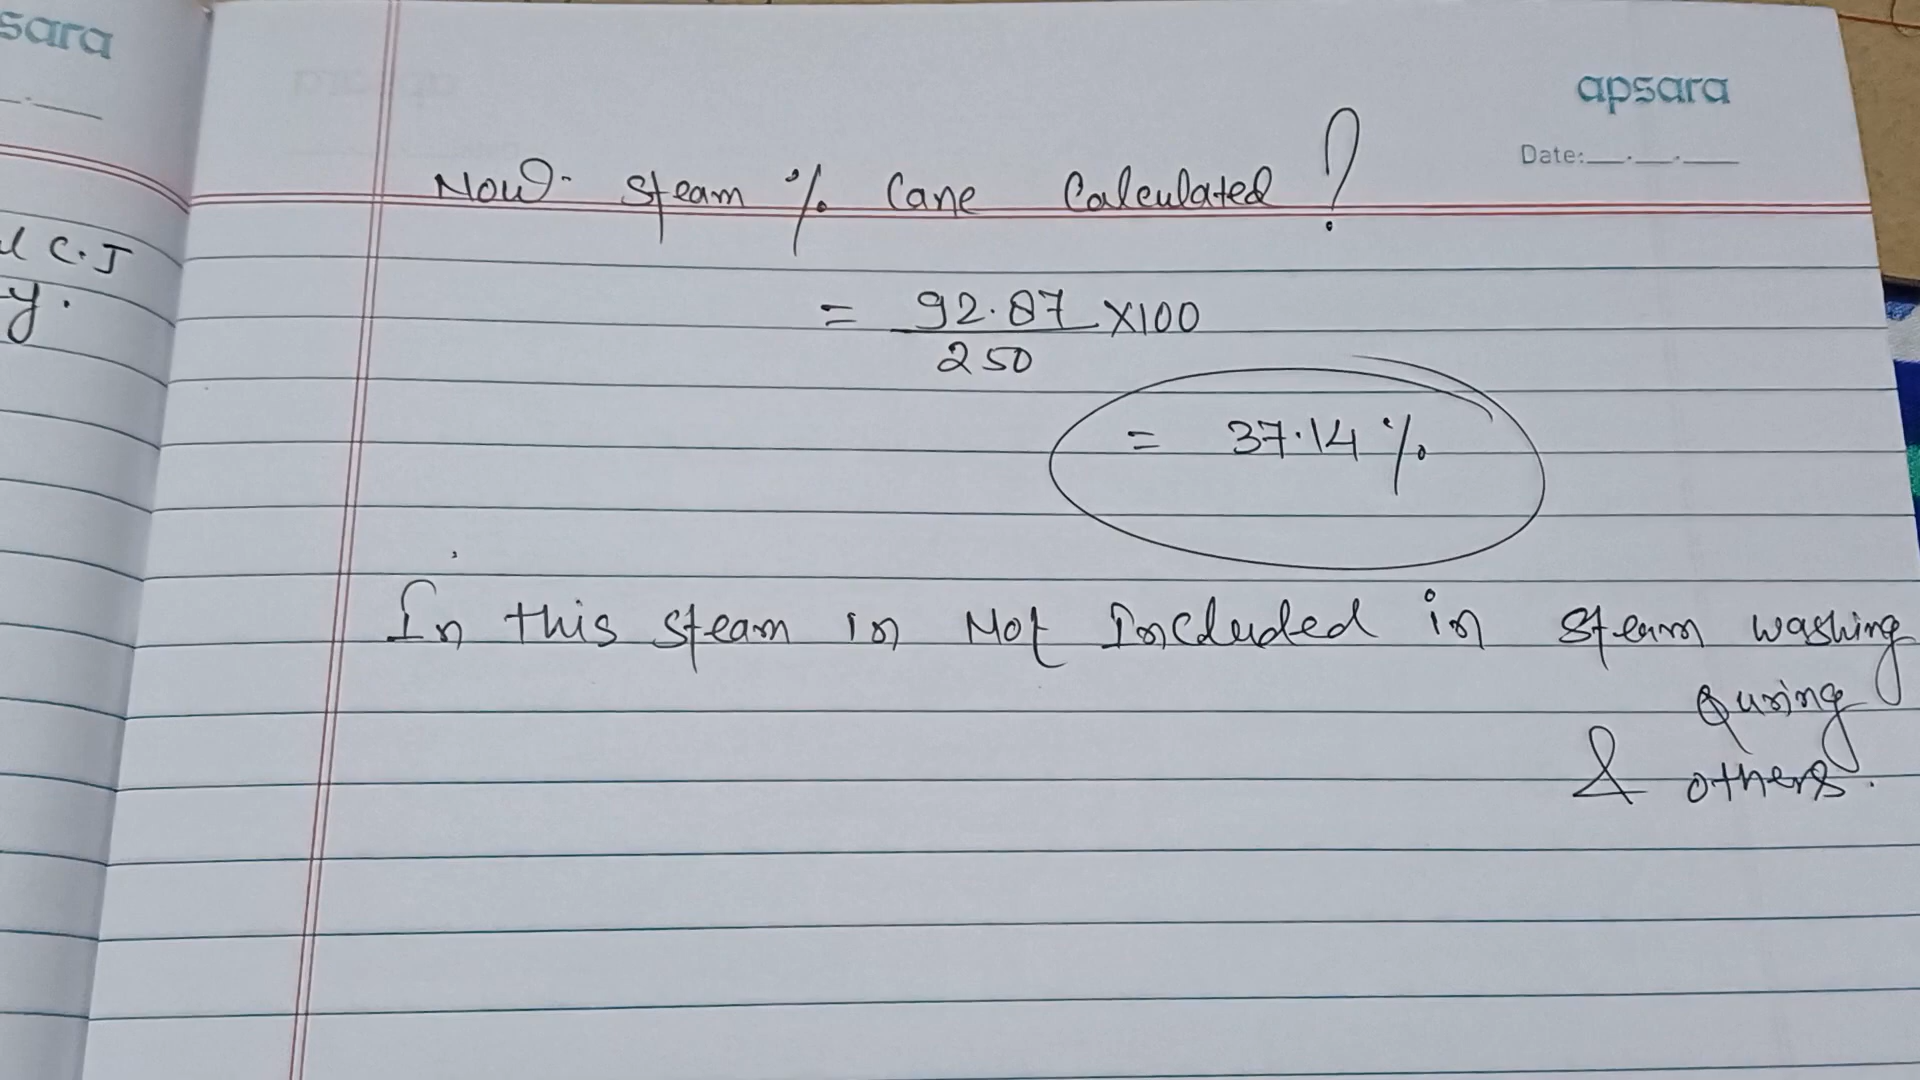 sara
l C.J
y.
apsara
Date:
Now- steam % Cane Calculated?
= 92.87 X100
250
= 37.14 %
In this steam in Not Included in steam washing
quring
& others.